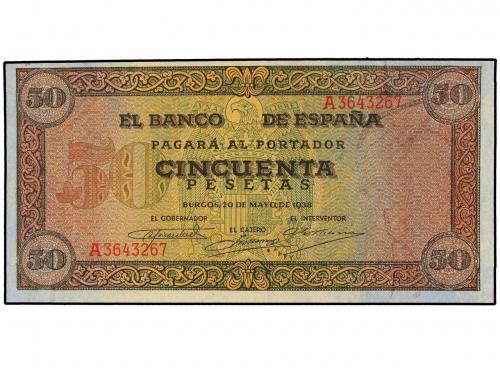 50 50
A3643267
EL BANCO DE ESPAÑA
PAGARÁ AL PORTADOR
50 CINCUENTA
PESETAS
BURGOS, 20 DE MAYO DE 1938
EL GOBERNADOR EL CAJERO EL INTERVENTOR
A3643267
50 50